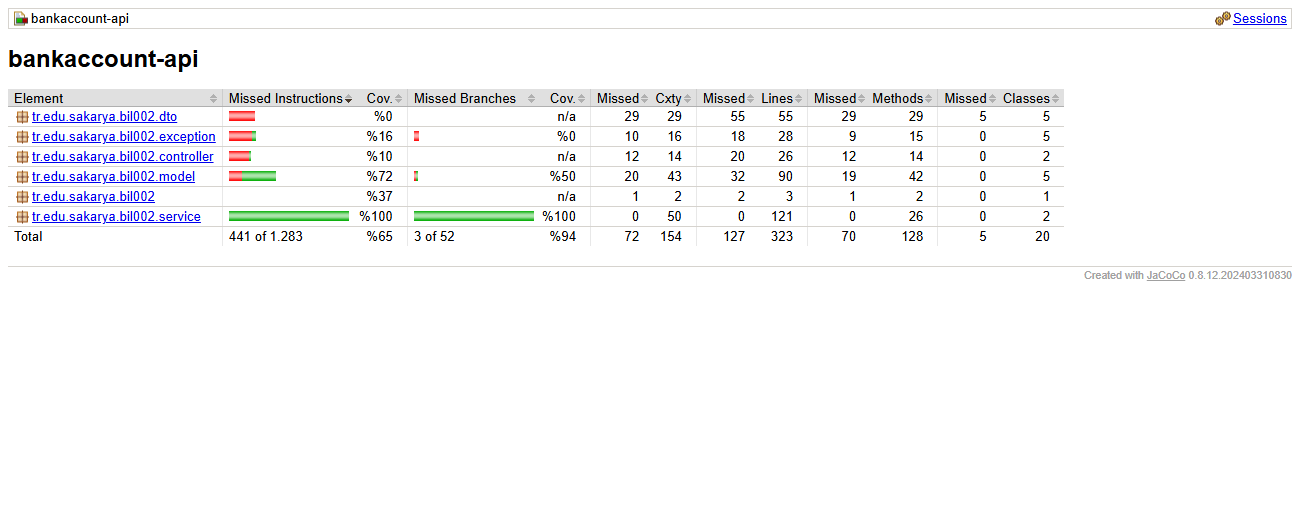 bankaccount-api Sessions
bankaccount-api
Element Missed Instructions Cov. Missed Branches Cov. Missed Cxty Missed Lines Missed Methods Missed Classes
tr.edu.sakarya.bil002.dto %0 n/a 29 29 55 55 29 29 5 5
tr.edu.sakarya.bil002.exception %16 %0 10 16 18 28 9 15 0 5
tr.edu.sakarya.bil002.controller %10 n/a 12 14 20 26 12 14 0 2
tr.edu.sakarya.bil002.model %72 %50 20 43 32 90 19 42 0 5
tr.edu.sakarya.bil002 %37 n/a 1 2 2 3 1 2 0 1
tr.edu.sakarya.bil002.service %100 %100 0 50 0 121 0 26 0 2
Total 441 of 1.283 %65 3 of 52 %94 72 154 127 323 70 128 5 20
Created with JaCoCo 0.8.12.202403310830